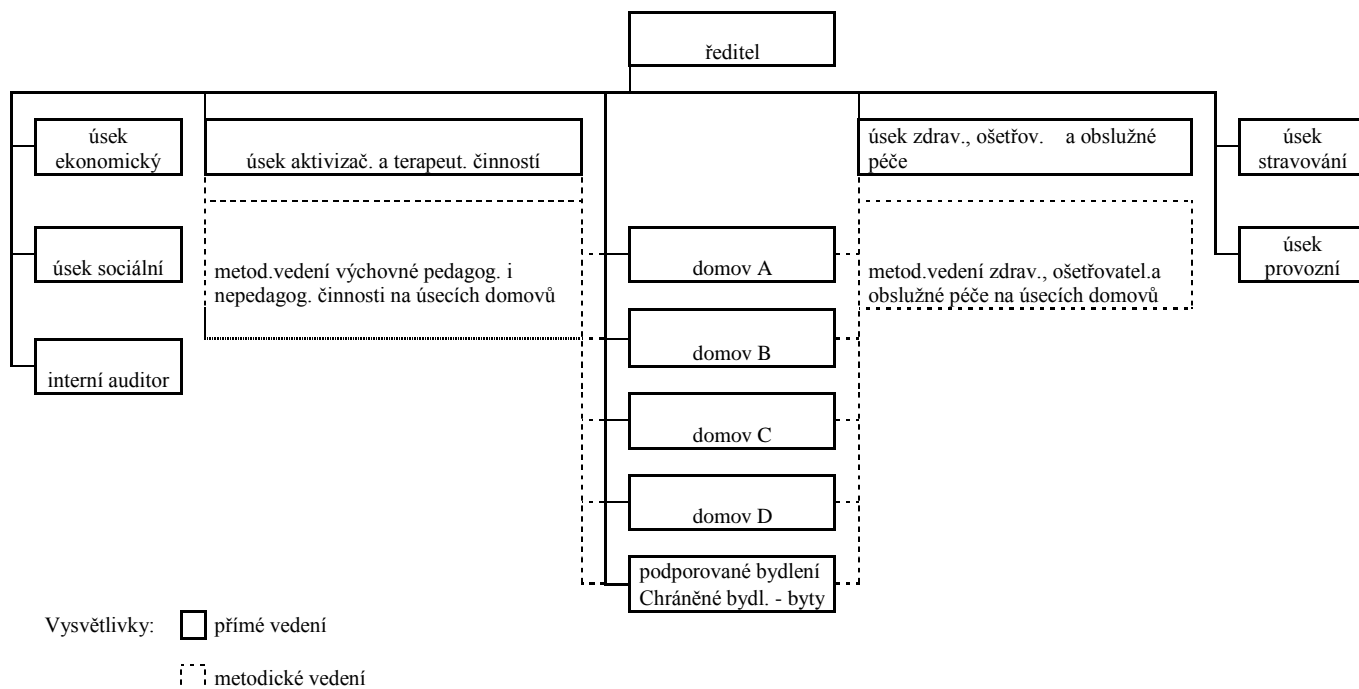 ředitel
úsek
ekonomický
úsek aktivizač. a terapeut. činností
úsek zdrav., ošetřov. a obslužné
péče
úsek
stravování
úsek sociální
metod.vedení výchovné pedagog. i
nepedagog. činnosti na úsecích domovů
domov A
metod.vedení zdrav., ošetřovatel.a
obslužné péče na úsecích domovů
úsek
provozní
domov B
interní auditor
domov C
domov D
podporované bydlení
Chráněné bydl. - byty
Vysvětlivky:
přímé vedení
metodické vedení